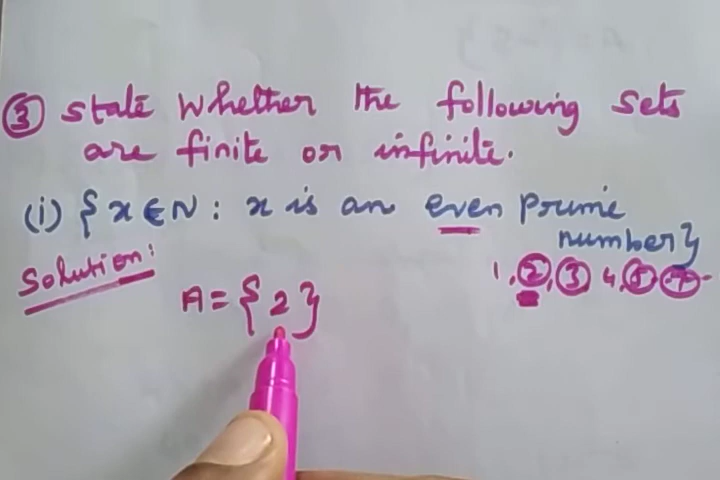 ③ state whether the following sets
are finite or infinite.
(i) {x ∈ N : x is an even prime
number}
Solution:
1, 2, 3 4, 5, 7
A = { 2 }